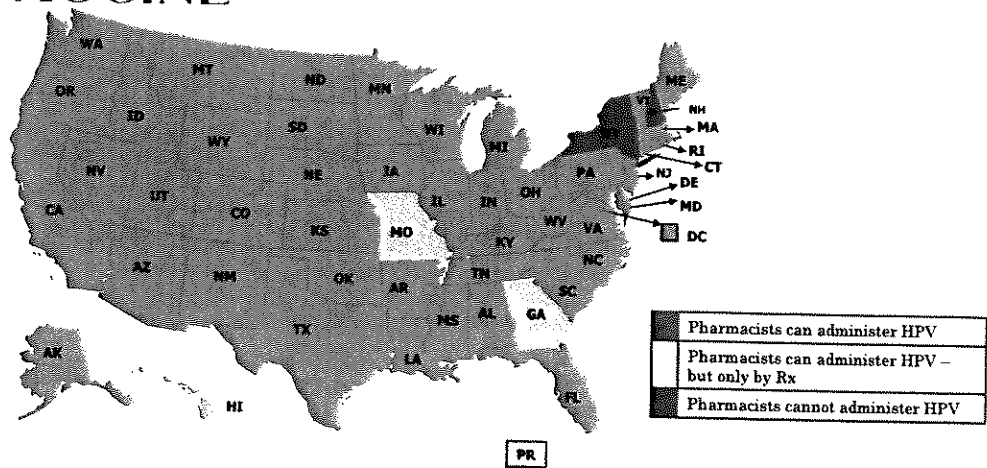 WA
MT
ND
MN
ME
VT
NH
OR
ID
SD
WI
MI
NY
MA
RI
CT
WY
NV
UT
NE
IA
IL
IN
OH
PA
NJ
DE
MD
CA
CO
KS
MO
WV
VA
DC
KY
AZ
NM
OK
AR
TN
NC
SC
TX
MS
AL
GA
LA
FL
AK
HI
PR
Pharmacists can administer HPV
Pharmacists can administer HPV –
but only by Rx
Pharmacists cannot administer HPV